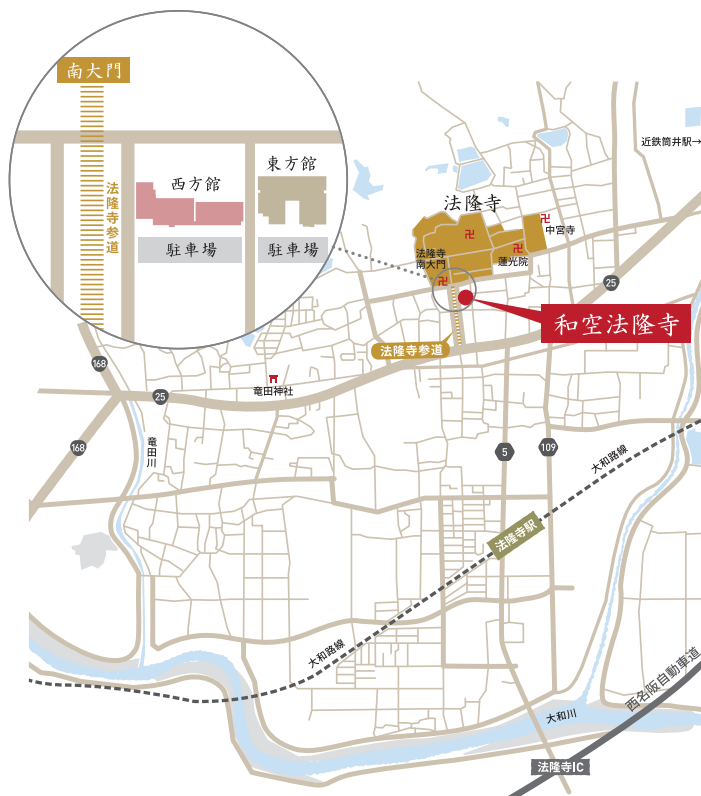 南大門
法隆寺参道
西方館
東方館
駐車場
駐車場
近鉄筒井駅→
法隆寺
中宮寺
法隆寺
南大門
蓮光院
25
和空法隆寺
法隆寺参道
168
竜田神社
25
168
竜田川
5
109
大和路線
法隆寺駅
大和路線
西名阪自動車道
大和川
法隆寺IC